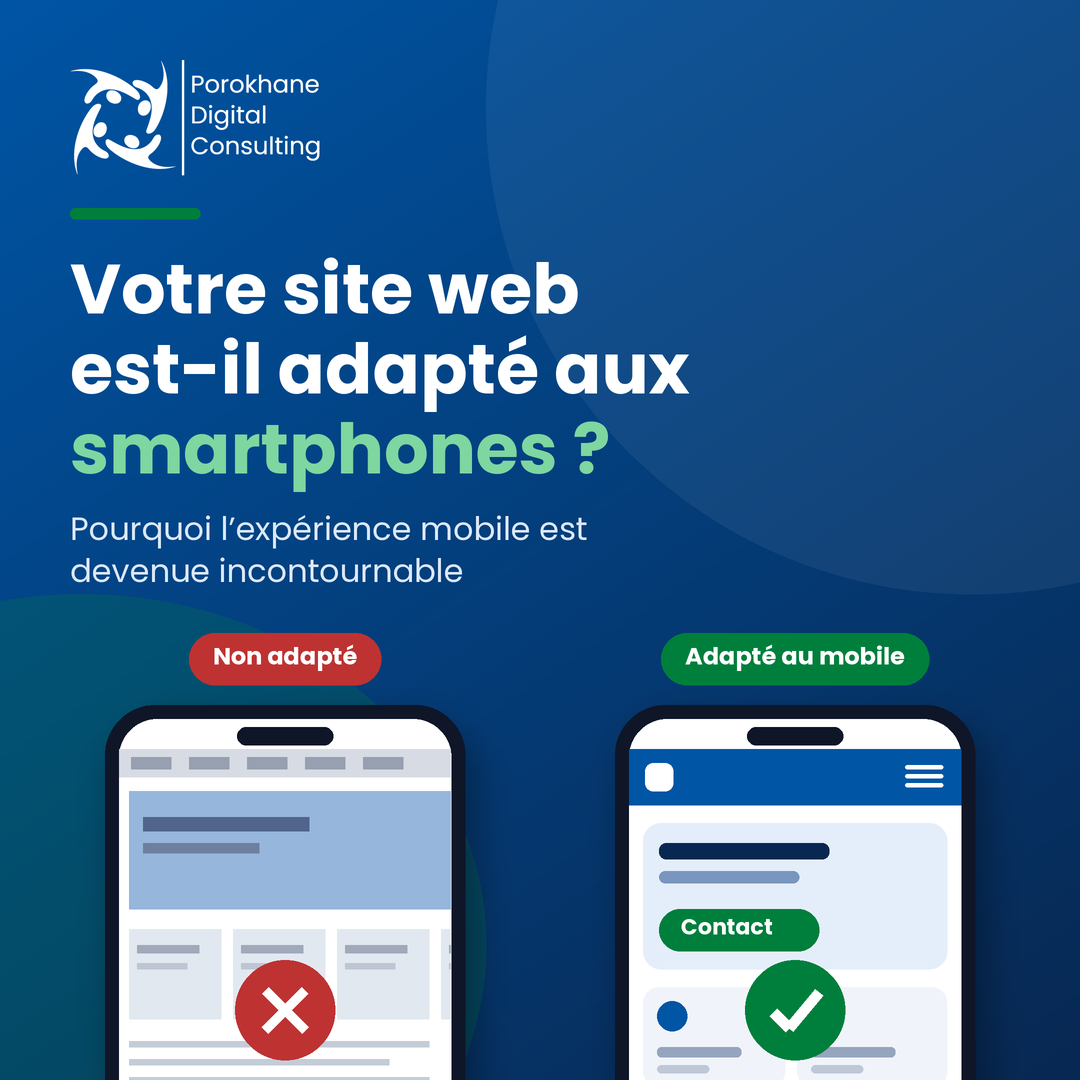 Porokhane
Digital
Consulting
Votre site web
est-il adapté aux
smartphones ?
Pourquoi l’expérience mobile est
devenue incontournable
Non adapté
Adapté au mobile
Contact